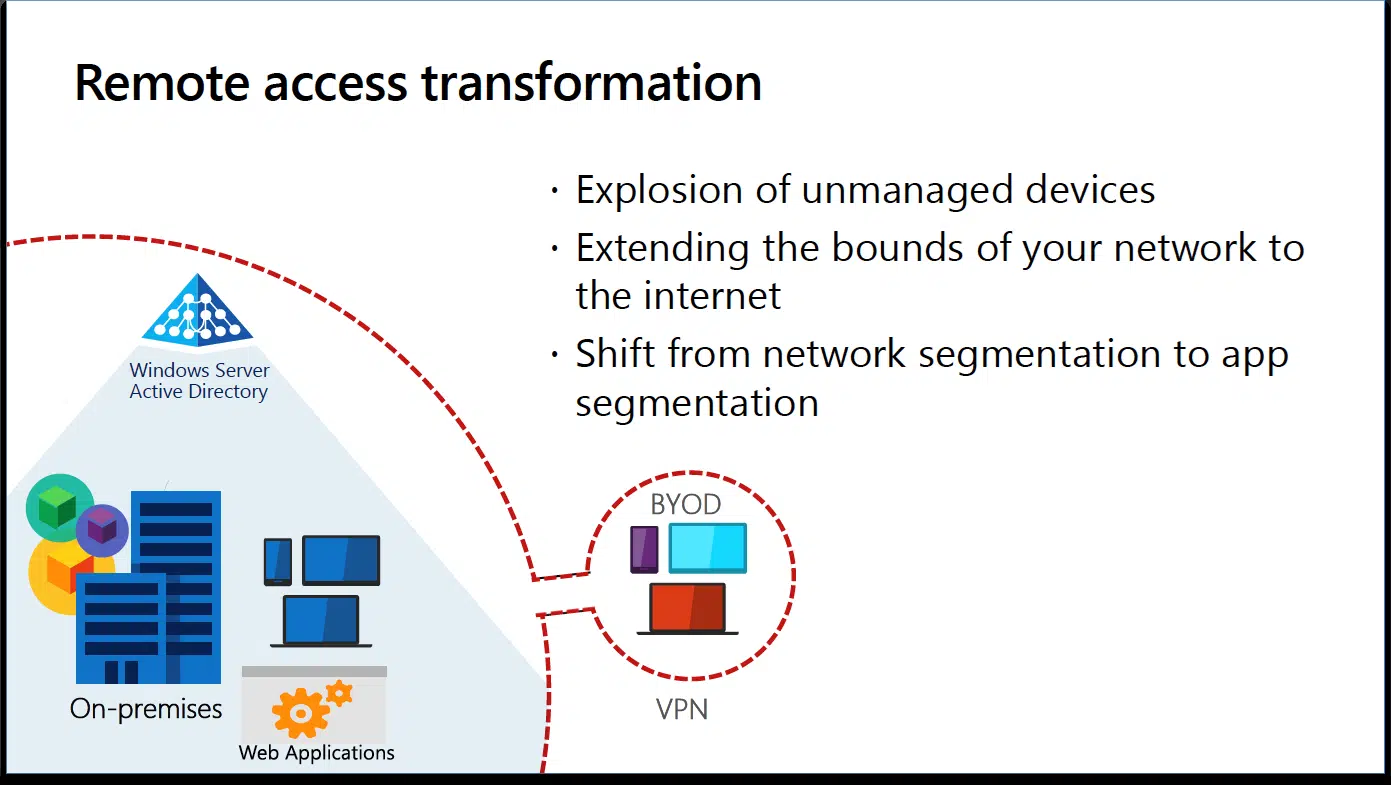 Remote access transformation
· Explosion of unmanaged devices
· Extending the bounds of your network to
the internet
· Shift from network segmentation to app
segmentation
Windows Server
Active Directory
BYOD
On-premises
VPN
Web Applications